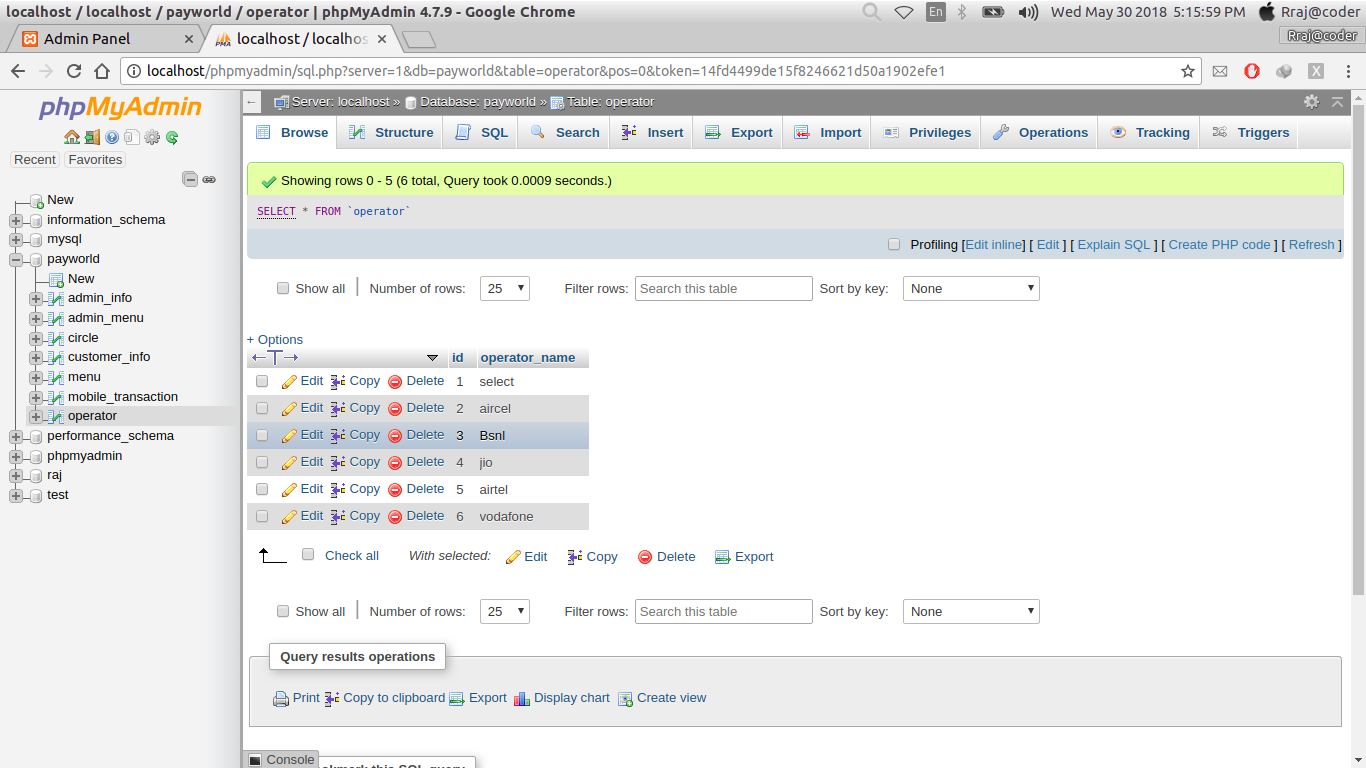 localhost / localhost / payworld / operator | phpMyAdmin 4.7.9 - Google Chrome
En
Wed May 30 2018 5:15:59 PM
Rraj@coder
Admin Panel
localhost / localhos
Rraj@coder
localhost/phpmyadmin/sql.php?server=1&db=payworld&table=operator&pos=0&token=14fd4499de15f8246621d50a1902efe1
phpMyAdmin
Recent Favorites
New
information_schema
mysql
payworld
New
admin_info
admin_menu
circle
customer_info
menu
mobile_transaction
operator
performance_schema
phpmyadmin
raj
test
Server: localhost » Database: payworld » Table: operator
Browse Structure SQL Search Insert Export Import Privileges Operations Tracking Triggers
Showing rows 0 - 5 (6 total, Query took 0.0009 seconds.)
SELECT * FROM `operator`
Profiling [Edit inline] [ Edit ] [ Explain SQL ] [ Create PHP code ] [ Refresh ]
Show all Number of rows: 25 Filter rows: Search this table Sort by key: None
+ Options
id operator_name
Edit Copy Delete 1 select
Edit Copy Delete 2 aircel
Edit Copy Delete 3 Bsnl
Edit Copy Delete 4 jio
Edit Copy Delete 5 airtel
Edit Copy Delete 6 vodafone
Check all With selected: Edit Copy Delete Export
Show all Number of rows: 25 Filter rows: Search this table Sort by key: None
Query results operations
Print Copy to clipboard Export Display chart Create view
Console